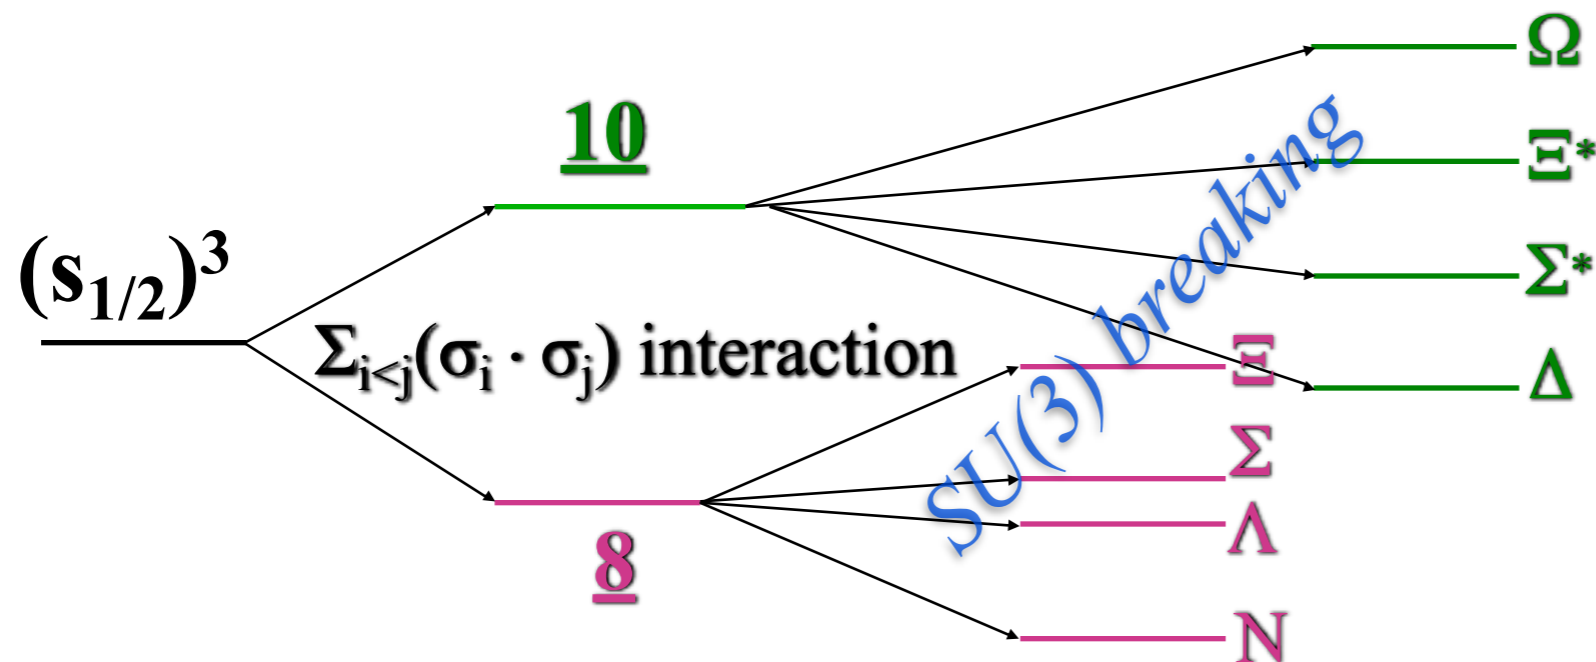 Ω
10
Ξ*
(s1/2)3
Σ*
Σi<j(σi · σj) interaction
SU(3) breaking
Ξ
Δ
Σ
Λ
8
N